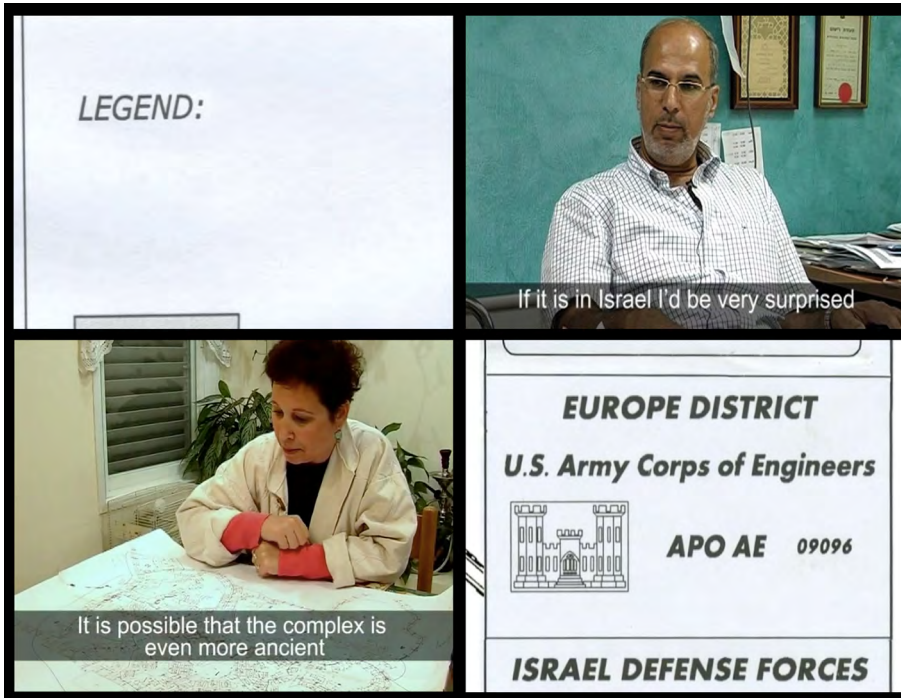 LEGEND:
If it is in Israel I'd be very surprised
It is possible that the complex is
even more ancient
EUROPE DISTRICT
U.S. Army Corps of Engineers
APO AE 09096
ISRAEL DEFENSE FORCES